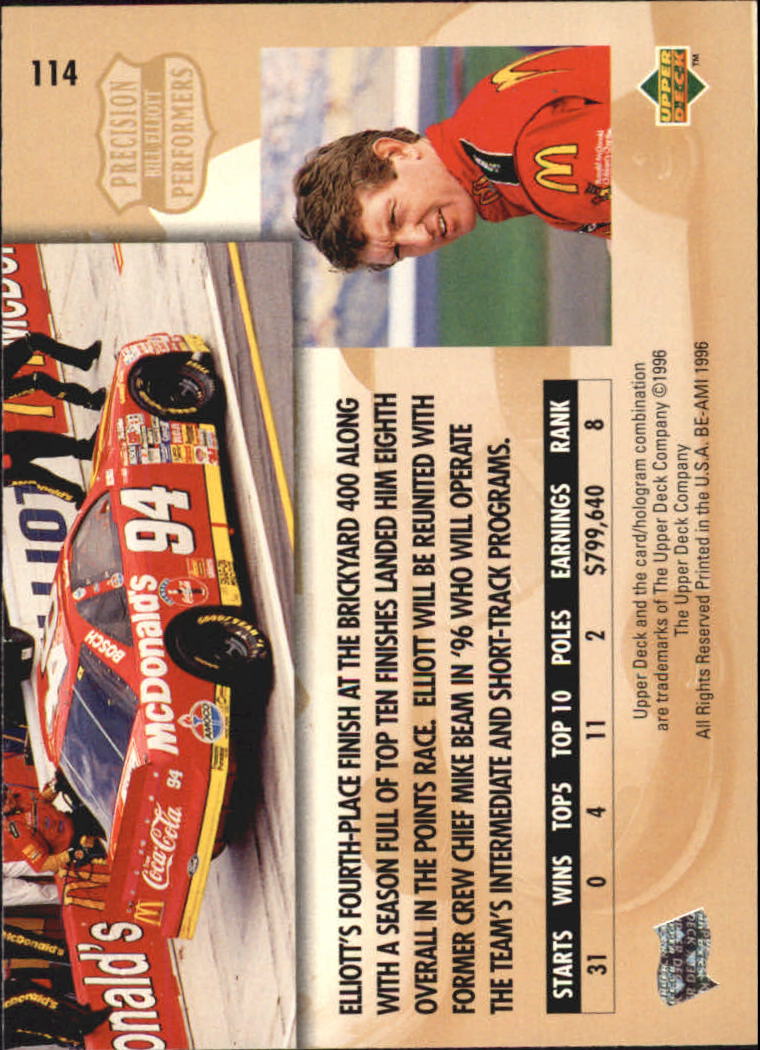 114
PRECISION
BILL ELLIOTT
PERFORMERS
UPPER
DECK
TM
McDonald's
94
BOSCH
AMOCO
94
Coca-Cola
onald's
ELLIOTT'S FOURTH-PLACE FINISH AT THE BRICKYARD 400 ALONG
WITH A SEASON FULL OF TOP TEN FINISHES LANDED HIM EIGHTH
OVERALL IN THE POINTS RACE. ELLIOTT WILL BE REUNITED WITH
FORMER CREW CHIEF MIKE BEAM IN '96 WHO WILL OPERATE
THE TEAM'S INTERMEDIATE AND SHORT-TRACK PROGRAMS.
STARTS WINS TOP5 TOP 10 POLES EARNINGS RANK
31 0 4 11 2 $799,640 8
Upper Deck and the card/hologram combination
are trademarks of The Upper Deck Company ©1996
The Upper Deck Company
All Rights Reserved Printed in the U.S.A. BE-AMI 1996